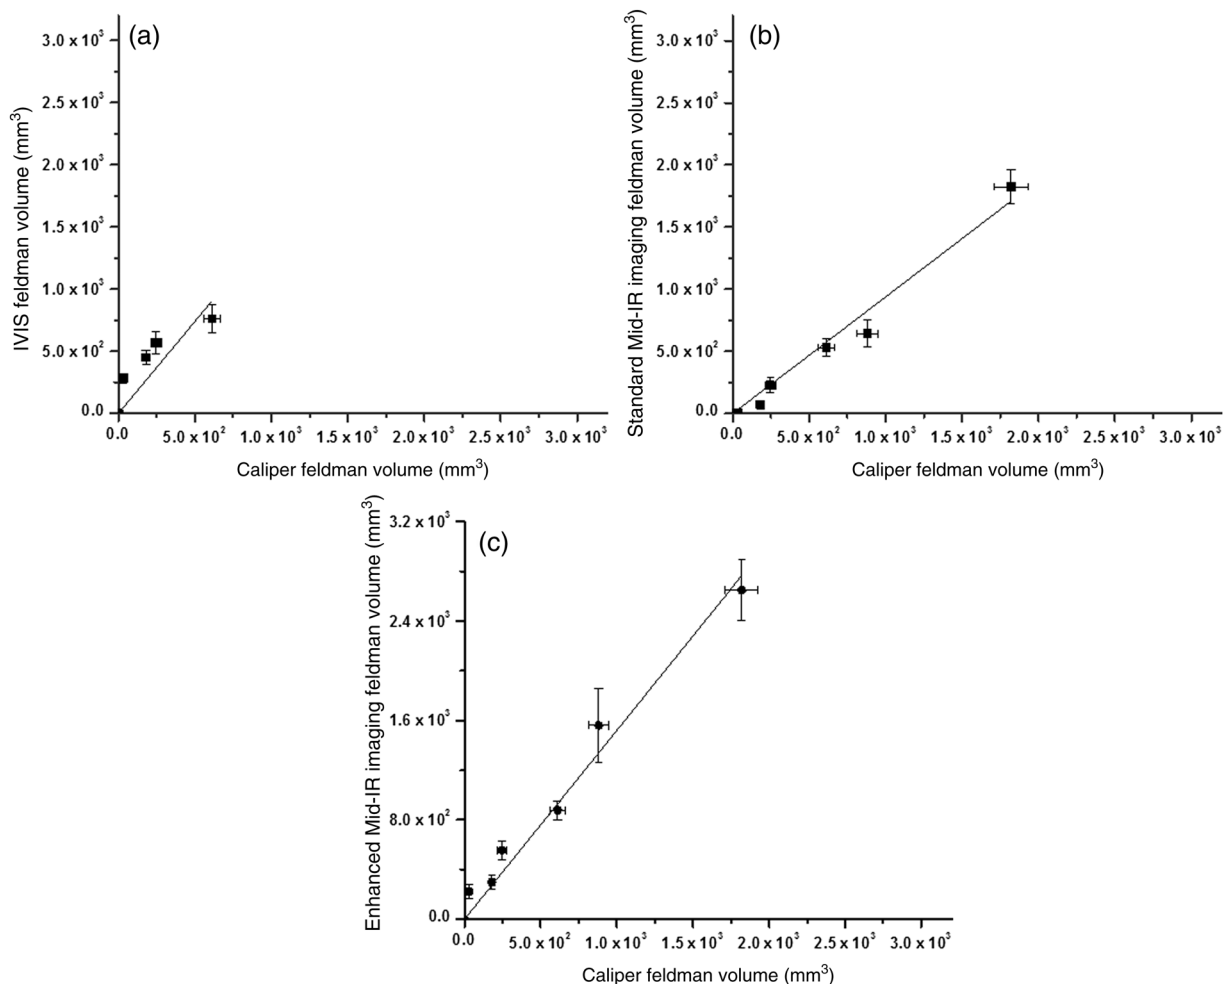 (a)
IVIS feldman volume (mm³)
3.0 x 10³
2.5 x 10³
2.0 x 10³
1.5 x 10³
1.0 x 10³
5.0 x 10²
0.0
0.0 5.0 x 10² 1.0 x 10³ 1.5 x 10³ 2.0 x 10³ 2.5 x 10³ 3.0 x 10³
Caliper feldman volume (mm³)
(b)
Standard Mid-IR imaging feldman volume (mm³)
3.0 x 10³
2.5 x 10³
2.0 x 10³
1.5 x 10³
1.0 x 10³
5.0 x 10²
0.0
0.0 5.0 x 10² 1.0 x 10³ 1.5 x 10³ 2.0 x 10³ 2.5 x 10³ 3.0 x 10³
Caliper feldman volume (mm³)
(c)
Enhanced Mid-IR imaging feldman volume (mm³)
3.2 x 10³
2.4 x 10³
1.6 x 10³
8.0 x 10²
0.0
0.0 5.0 x 10² 1.0 x 10³ 1.5 x 10³ 2.0 x 10³ 2.5 x 10³ 3.0 x 10³
Caliper feldman volume (mm³)